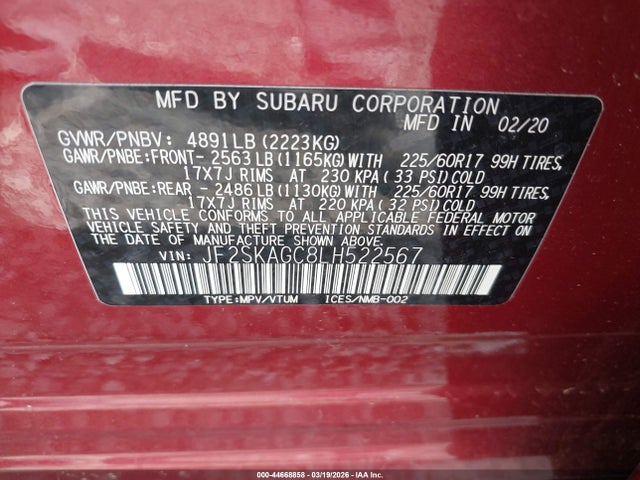 MFD BY SUBARU CORPORATION
MFD IN 02/20
GVWR/PNBV: 4891LB (2223KG)
GAWR/PNBE:FRONT- 2563LB (1165KG) WITH 225/60R17 99H TIRES,
17X7J RIMS AT 230 KPA ( 33 PSI) COLD
GAWR/PNBE:REAR - 2486LB (1130KG) WITH 225/60R17 99H TIRES,
17X7J RIMS AT 220 KPA ( 32 PSI) COLD
THIS VEHICLE CONFORMS TO ALL APPLICABLE FEDERAL MOTOR
VEHICLE SAFETY, BUMPER, AND THEFT PREVENTION STANDARDS
IN EFFECT ON THE DATE OF MANUFACTURE SHOWN ABOVE.
VIN: JF2SKAGC8LH522567
TYPE:MPV/VTUM ICES/NMB-002
000-44668858 - 03/19/2026 - IAA Inc.